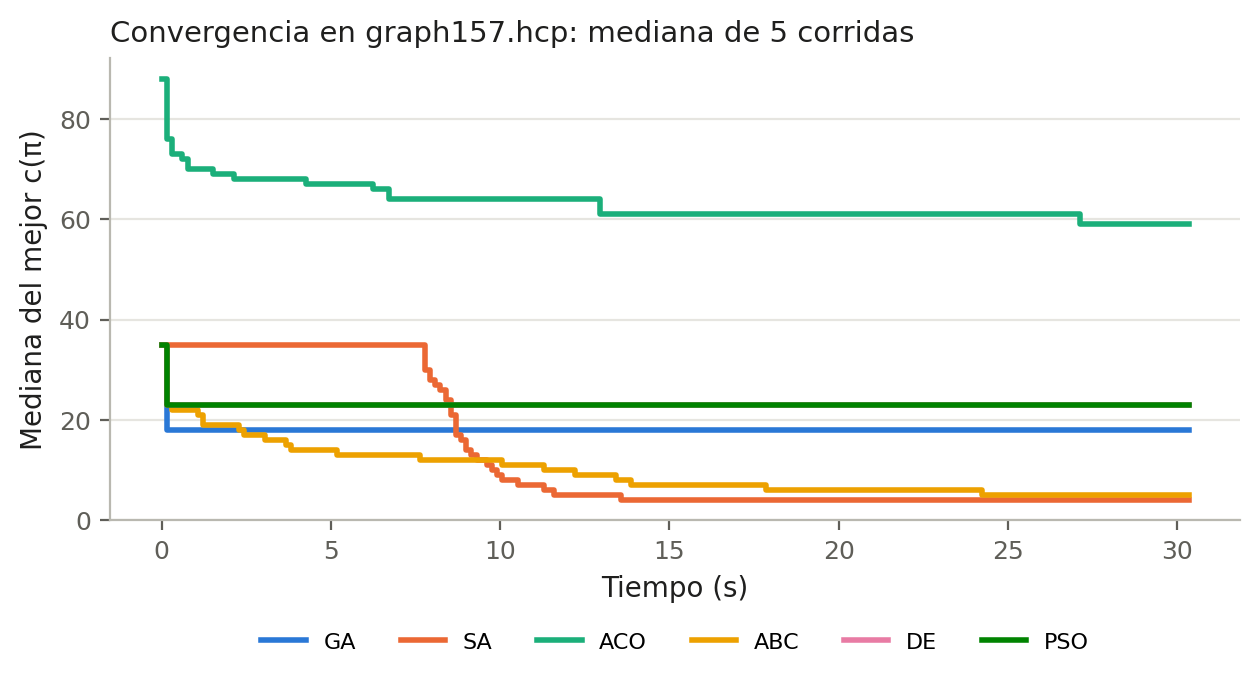 Convergencia en graph157.hcp: mediana de 5 corridas
Mediana del mejor c(π)
80
60
40
20
0
0 5 10 15 20 25 30
Tiempo (s)
GA SA ACO ABC DE PSO